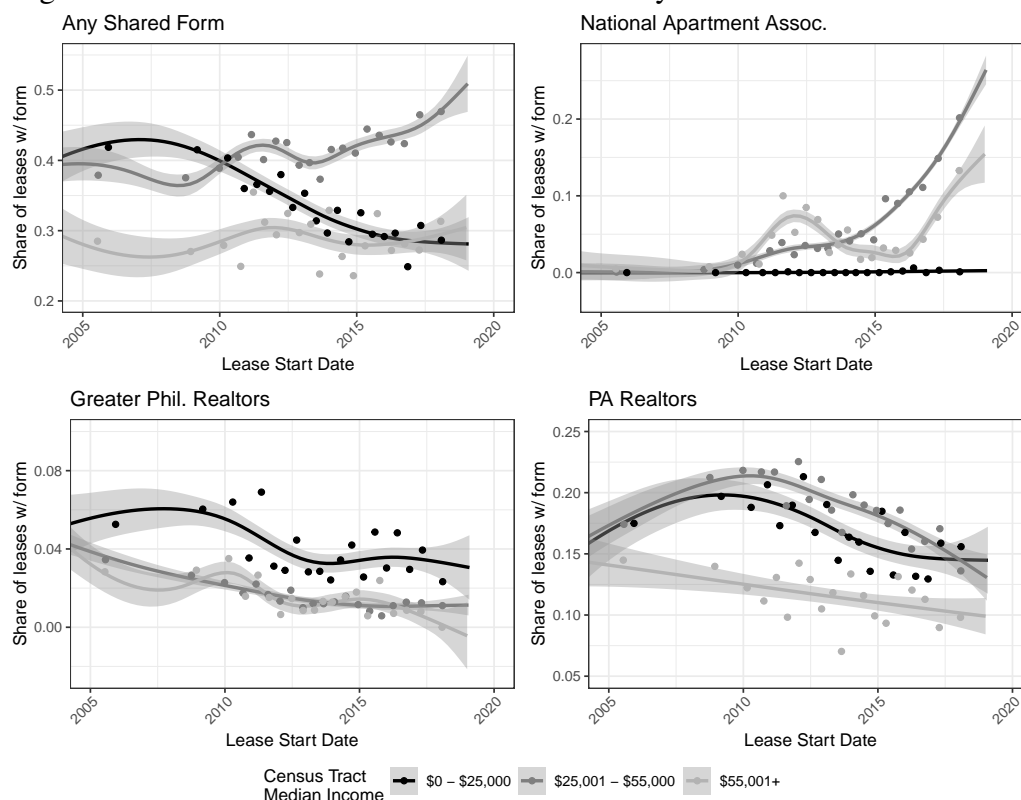 Any Shared Form
National Apartment Assoc.
Share of leases w/ form
0.5
0.4
0.3
0.2
2005
2010
2015
2020
Lease Start Date
Share of leases w/ form
0.2
0.1
0.0
2005
2010
2015
2020
Lease Start Date
Greater Phil. Realtors
PA Realtors
Share of leases w/ form
0.08
0.04
0.00
2005
2010
2015
2020
Lease Start Date
Share of leases w/ form
0.25
0.20
0.15
0.10
0.05
2005
2010
2015
2020
Lease Start Date
Census Tract
Median Income
$0 − $25,000
$25,001 − $55,000
$55,001+